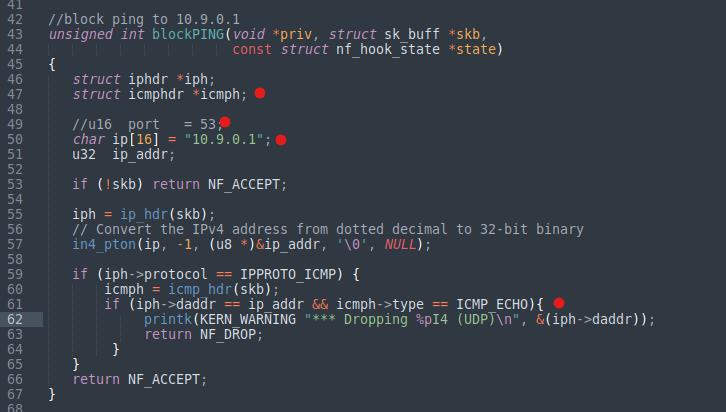 41
42 //block ping to 10.9.0.1
43 unsigned int blockPING(void *priv, struct sk_buff *skb,
44                        const struct nf_hook_state *state)
45 {
46    struct iphdr *iph;
47    struct icmphdr *icmph;
48
49    //u16  port   = 53;
50    char ip[16] = "10.9.0.1";
51    u32  ip_addr;
52
53    if (!skb) return NF_ACCEPT;
54
55    iph = ip_hdr(skb);
56    // Convert the IPv4 address from dotted decimal to 32-bit binary
57    in4_pton(ip, -1, (u8 *)&ip_addr, '\0', NULL);
58
59    if (iph->protocol == IPPROTO_ICMP) {
60        icmph = icmp_hdr(skb);
61        if (iph->daddr == ip_addr && icmph->type == ICMP_ECHO){
62             printk(KERN_WARNING "*** Dropping %pI4 (UDP)\n", &(iph->daddr));
63             return NF_DROP;
64         }
65    }
66    return NF_ACCEPT;
67 }
68